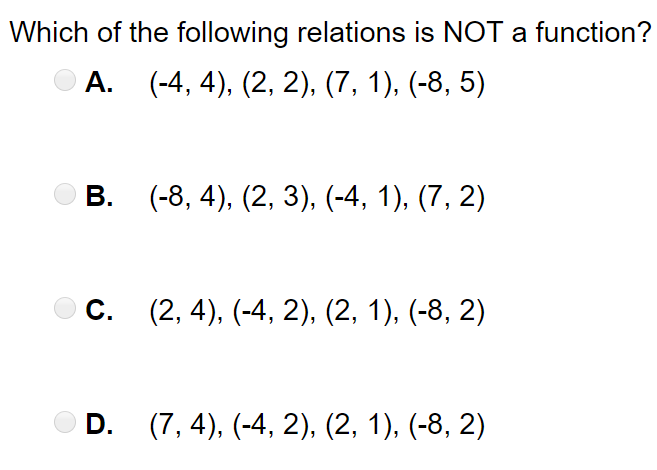 Which of the following relations is NOT a function?
A. (-4, 4), (2, 2), (7, 1), (-8, 5)
B. (-8, 4), (2, 3), (-4, 1), (7, 2)
C. (2, 4), (-4, 2), (2, 1), (-8, 2)
D. (7, 4), (-4, 2), (2, 1), (-8, 2)